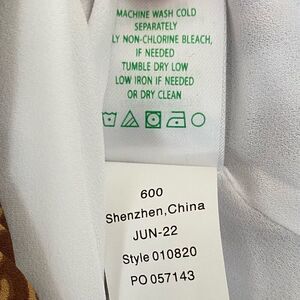 MACHINE WASH COLD
SEPARATELY
LY NON-CHLORINE BLEACH,
IF NEEDED
TUMBLE DRY LOW
LOW IRON IF NEEDED
OR DRY CLEAN
600
Shenzhen,China
JUN-22
Style 010820
PO 057143